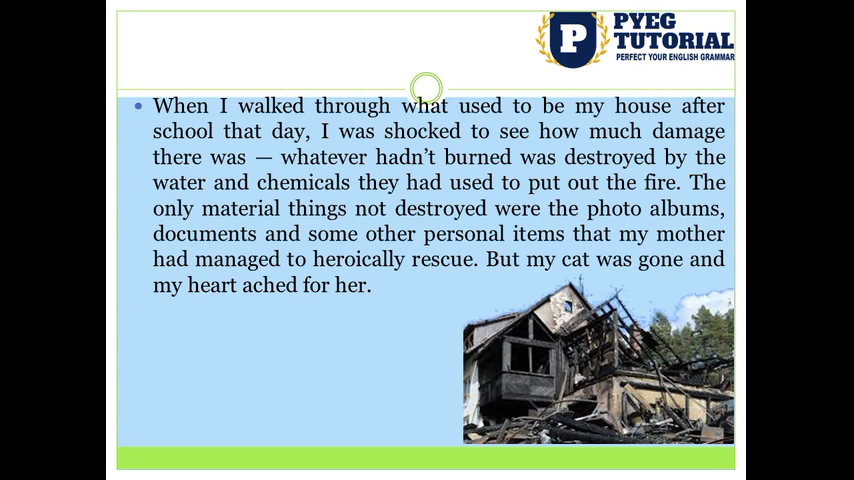 P
PYEG
TUTORIAL
PERFECT YOUR ENGLISH GRAMMAR
• When I walked through what used to be my house after
school that day, I was shocked to see how much damage
there was — whatever hadn’t burned was destroyed by the
water and chemicals they had used to put out the fire. The
only material things not destroyed were the photo albums,
documents and some other personal items that my mother
had managed to heroically rescue. But my cat was gone and
my heart ached for her.